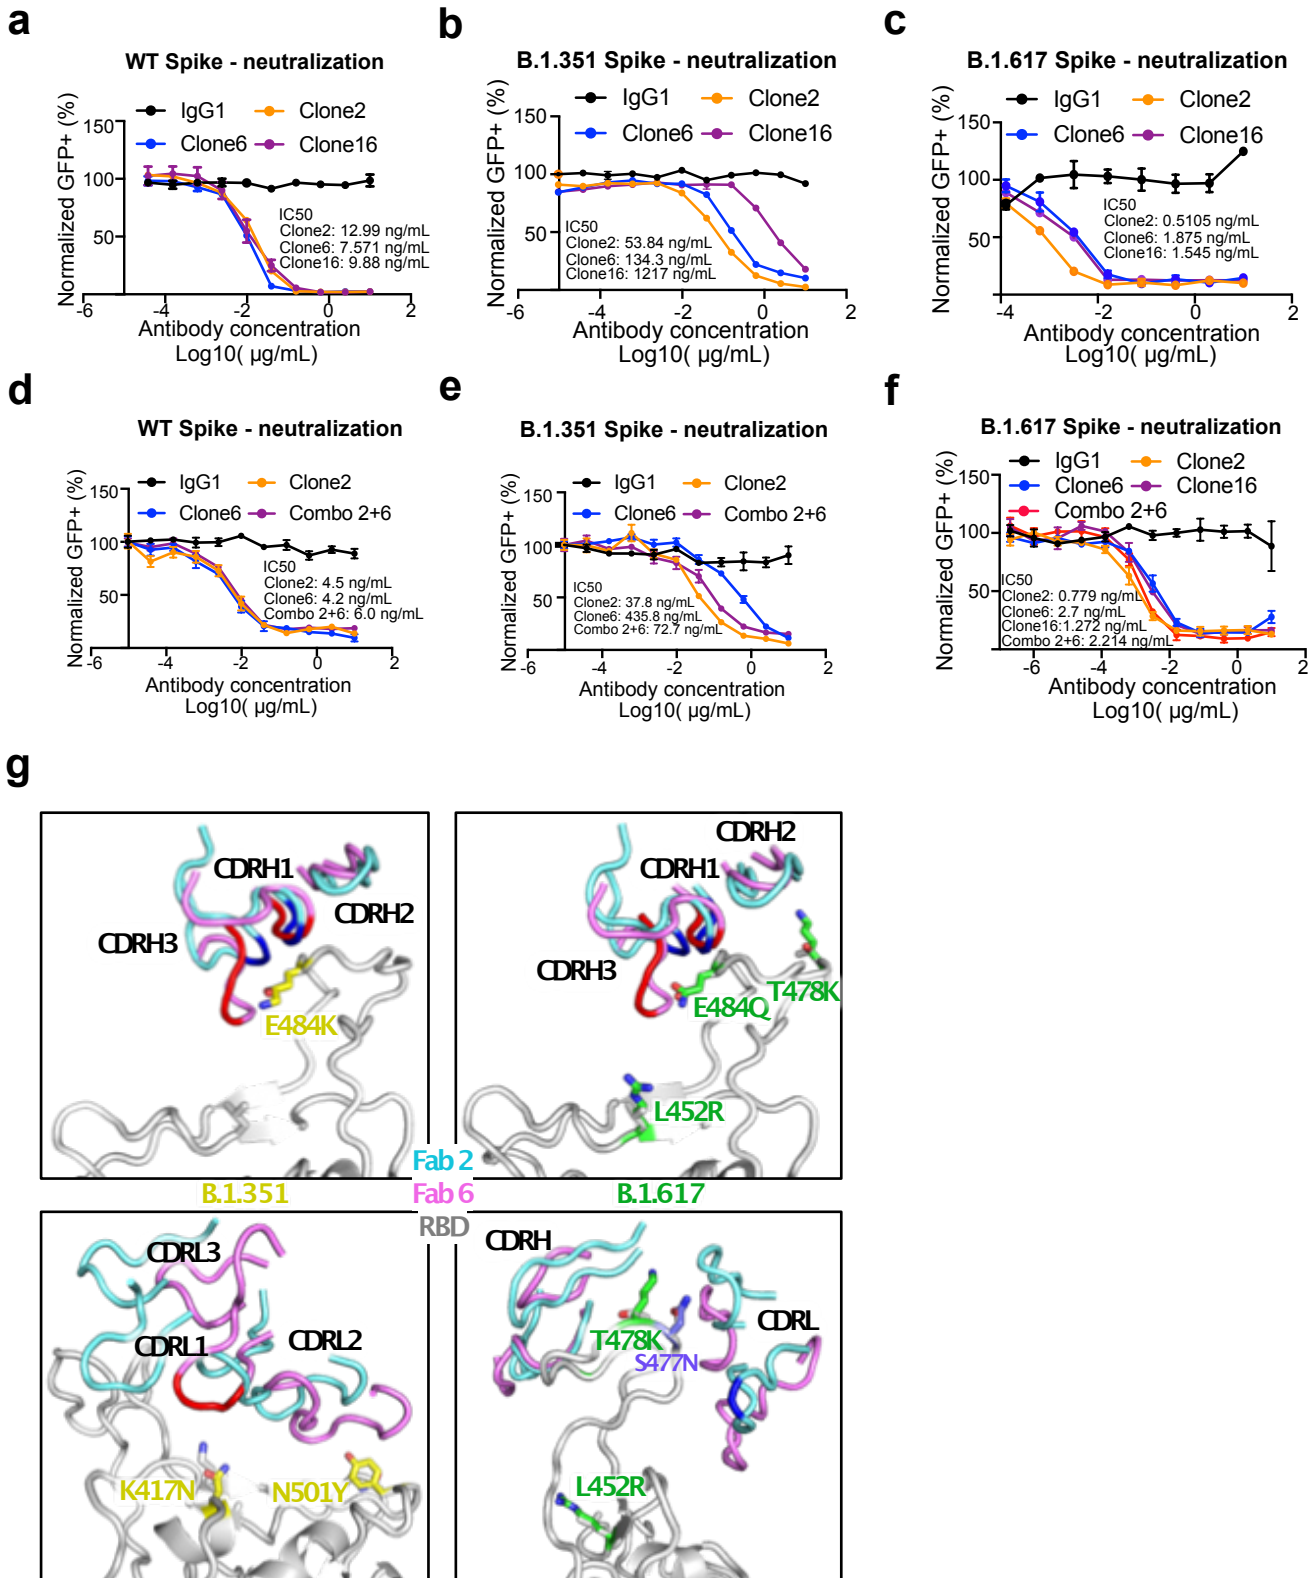 a
WT Spike - neutralization
IgG1
Clone2
Clone6
Clone16
Normalized GFP+ (%)
150
100
50
IC50
Clone2: 12.99 ng/mL
Clone6: 7.571 ng/mL
Clone16: 9.88 ng/mL
-6
-4
-2
0
2
Antibody concentration
Log10( µg/mL)
b
B.1.351 Spike - neutralization
IgG1
Clone2
Clone6
Clone16
Normalized GFP+ (%)
150
100
50
IC50
Clone2: 53.84 ng/mL
Clone6: 134.3 ng/mL
Clone16: 1217 ng/mL
-6
-4
-2
0
2
Antibody concentration
Log10( µg/mL)
c
B.1.617 Spike - neutralization
IgG1
Clone2
Clone6
Clone16
Normalized GFP+ (%)
150
100
50
IC50
Clone2: 0.5105 ng/mL
Clone6: 1.875 ng/mL
Clone16: 1.545 ng/mL
-4
-2
0
2
Antibody concentration
Log10( µg/mL)
d
WT Spike - neutralization
IgG1
Clone2
Clone6
Combo 2+6
Normalized GFP+ (%)
150
100
50
IC50
Clone2: 4.5 ng/mL
Clone6: 4.2 ng/mL
Combo 2+6: 6.0 ng/mL
-6
-4
-2
0
2
Antibody concentration
Log10( µg/mL)
e
B.1.351 Spike - neutralization
IgG1
Clone2
Clone6
Combo 2+6
Normalized GFP+ (%)
150
100
50
IC50
Clone2: 37.8 ng/mL
Clone6: 435.8 ng/mL
Combo 2+6: 72.7 ng/mL
-6
-4
-2
0
2
Antibody concentration
Log10( µg/mL)
f
B.1.617 Spike - neutralization
IgG1
Clone2
Clone6
Clone16
Combo 2+6
Normalized GFP+ (%)
150
100
50
IC50
Clone2: 0.779 ng/mL
Clone6: 2.7 ng/mL
Clone16:1.272 ng/mL
Combo 2+6: 2.214 ng/mL
-6
-4
-2
0
2
Antibody concentration
Log10( µg/mL)
g
CDRH1
CDRH2
CDRH3
E484K
CDRH2
CDRH1
CDRH3
T478K
E484Q
L452R
Fab 2
B.1.351
Fab 6
B.1.617
RBD
CDRL3
CDRL1
CDRL2
K417N
N501Y
CDRH
CDRL
T478K
S477N
L452R